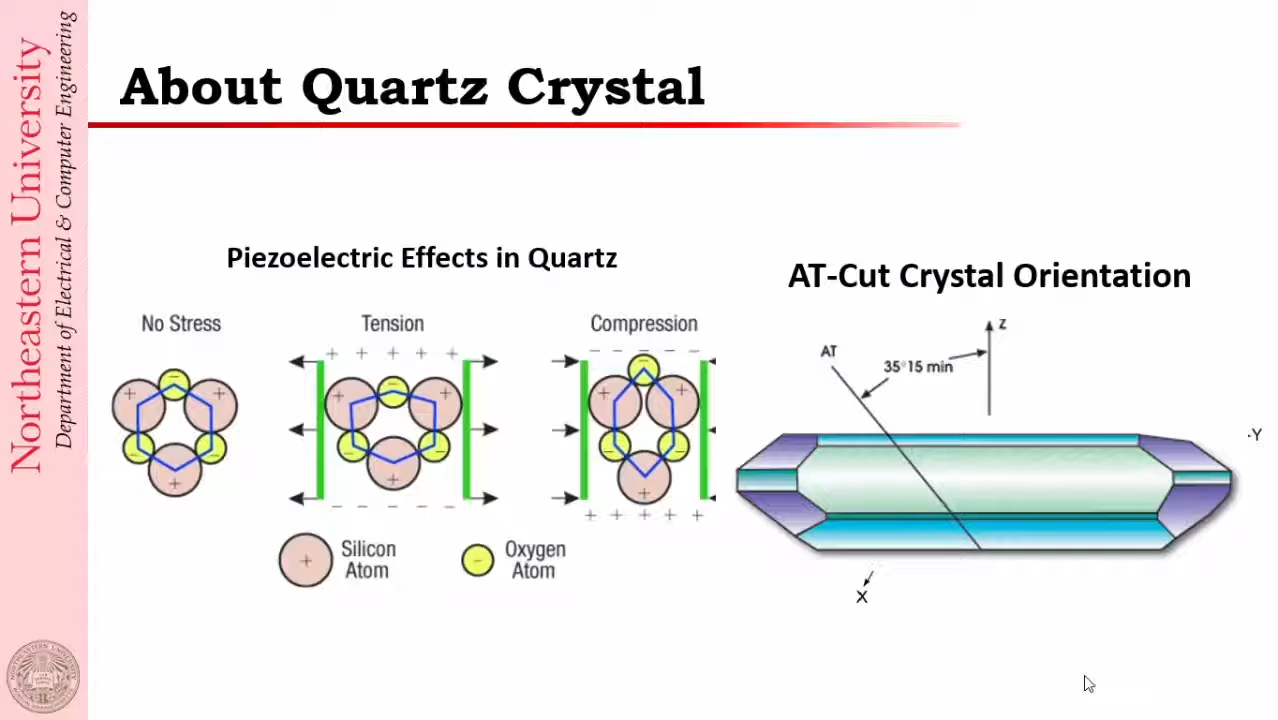 Northeastern University
Department of Electrical & Computer Engineering
About Quartz Crystal
Piezoelectric Effects in Quartz
No Stress
Tension
Compression
+ + + + +
- - - - -
- - - - -
+ + + + +
Silicon
Atom
Oxygen
Atom
AT-Cut Crystal Orientation
Z
AT
35°15 min
-Y
X